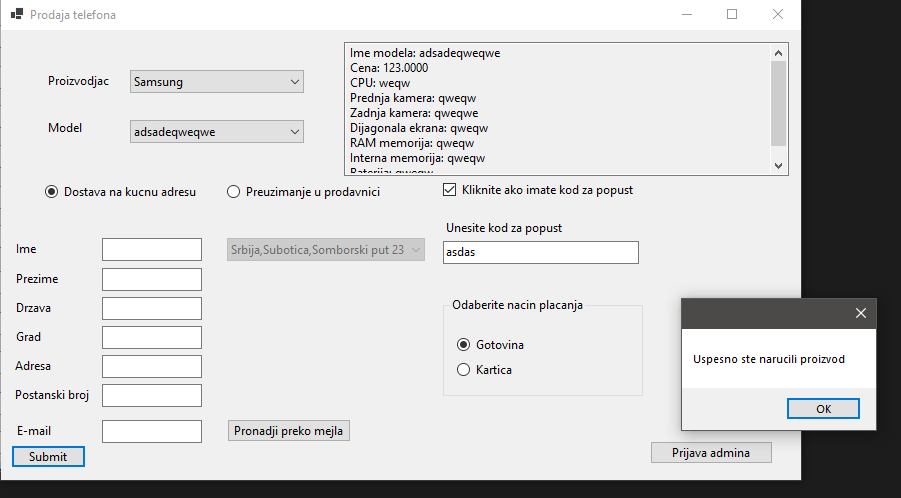 Prodaja telefona
Proizvodjac
Samsung
Model
adsadeqweqwe
Ime modela: adsadeqweqwe
Cena: 123.0000
CPU: weqw
Prednja kamera: qweqw
Zadnja kamera: qweqwe
Dijagonala ekrana: qweqw
RAM memorija: qweqw
Interna memorija: qweqw
Baterija: qweqw
Dostava na kucnu adresu
Preuzimanje u prodavnici
Kliknite ako imate kod za popust
Unesite kod za popust
asdas
Ime
Srbija,Subotica,Somborski put 23
Prezime
Drzava
Grad
Adresa
Postanski broj
E-mail
Pronadji preko mejla
Submit
Odaberite nacin placanja
Gotovina
Kartica
Uspesno ste narucili proizvod
OK
Prijava admina